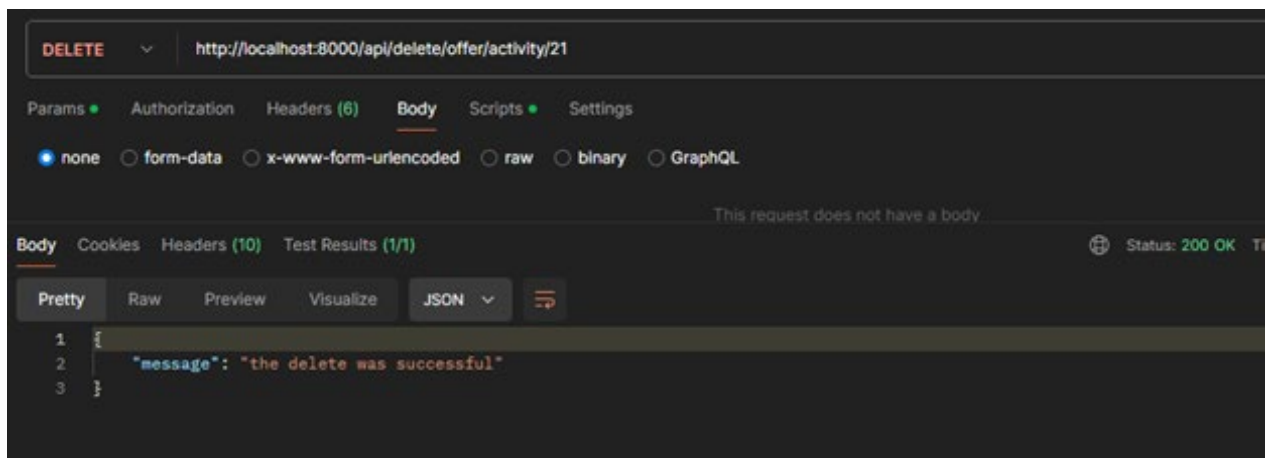 DELETE http://localhost:8000/api/delete/offer/activity/21
Params Authorization Headers (6) Body Scripts Settings
none form-data x-www-form-urlencoded raw binary GraphQL
This request does not have a body
Body Cookies Headers (10) Test Results (1/1) Status: 200 OK Ti
Pretty Raw Preview Visualize JSON
1 {
2 "message": "the delete was successful"
3 }